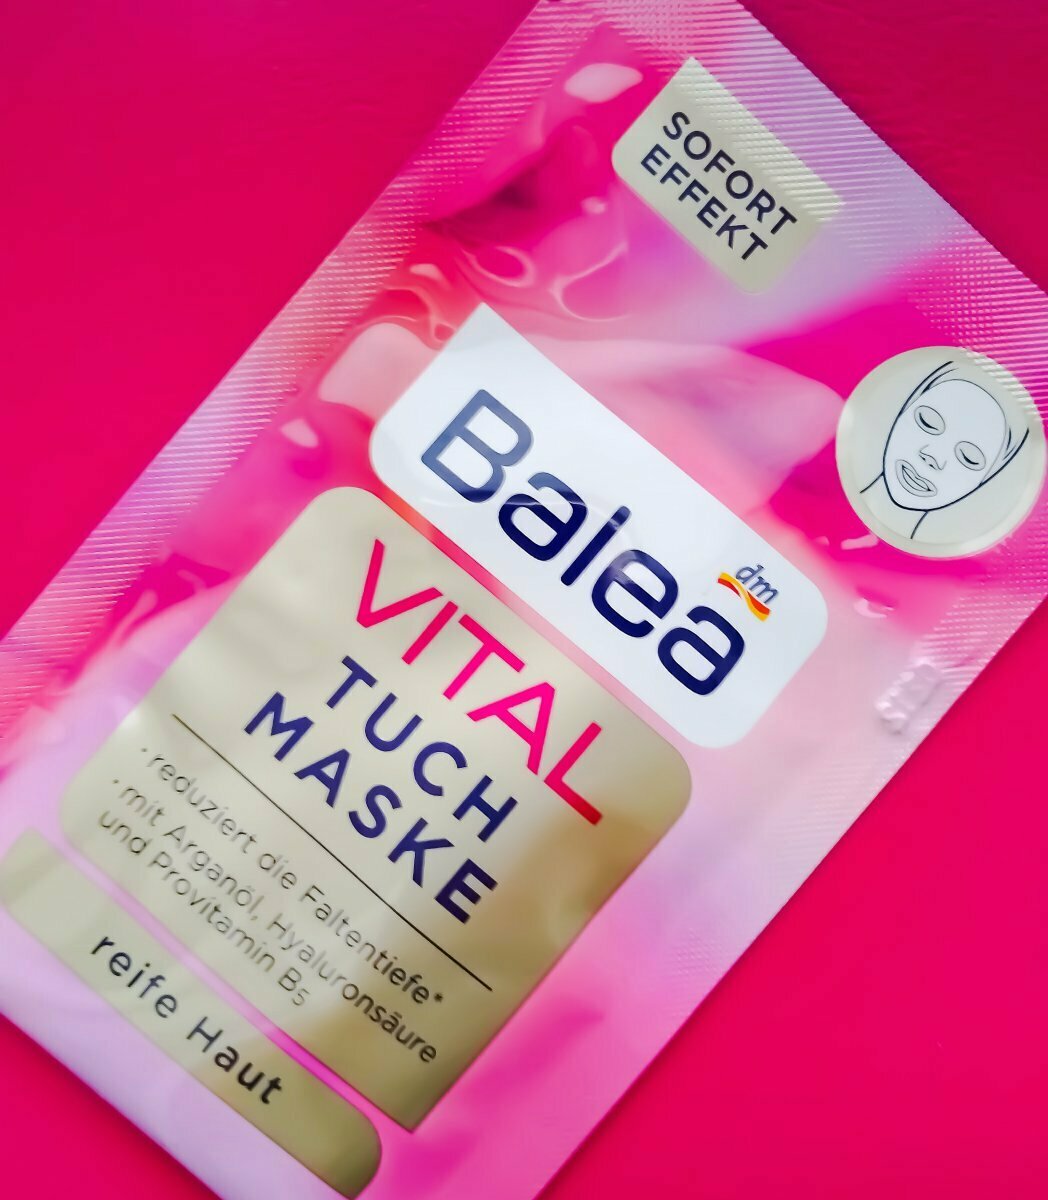 SOFORT
EFFEKT
Balea
dm
VITAL
TUCH
MASKE
· reduziert die Faltentiefe*
· mit Arganöl, Hyaluronsäure
und Provitamin B5
reife Haut